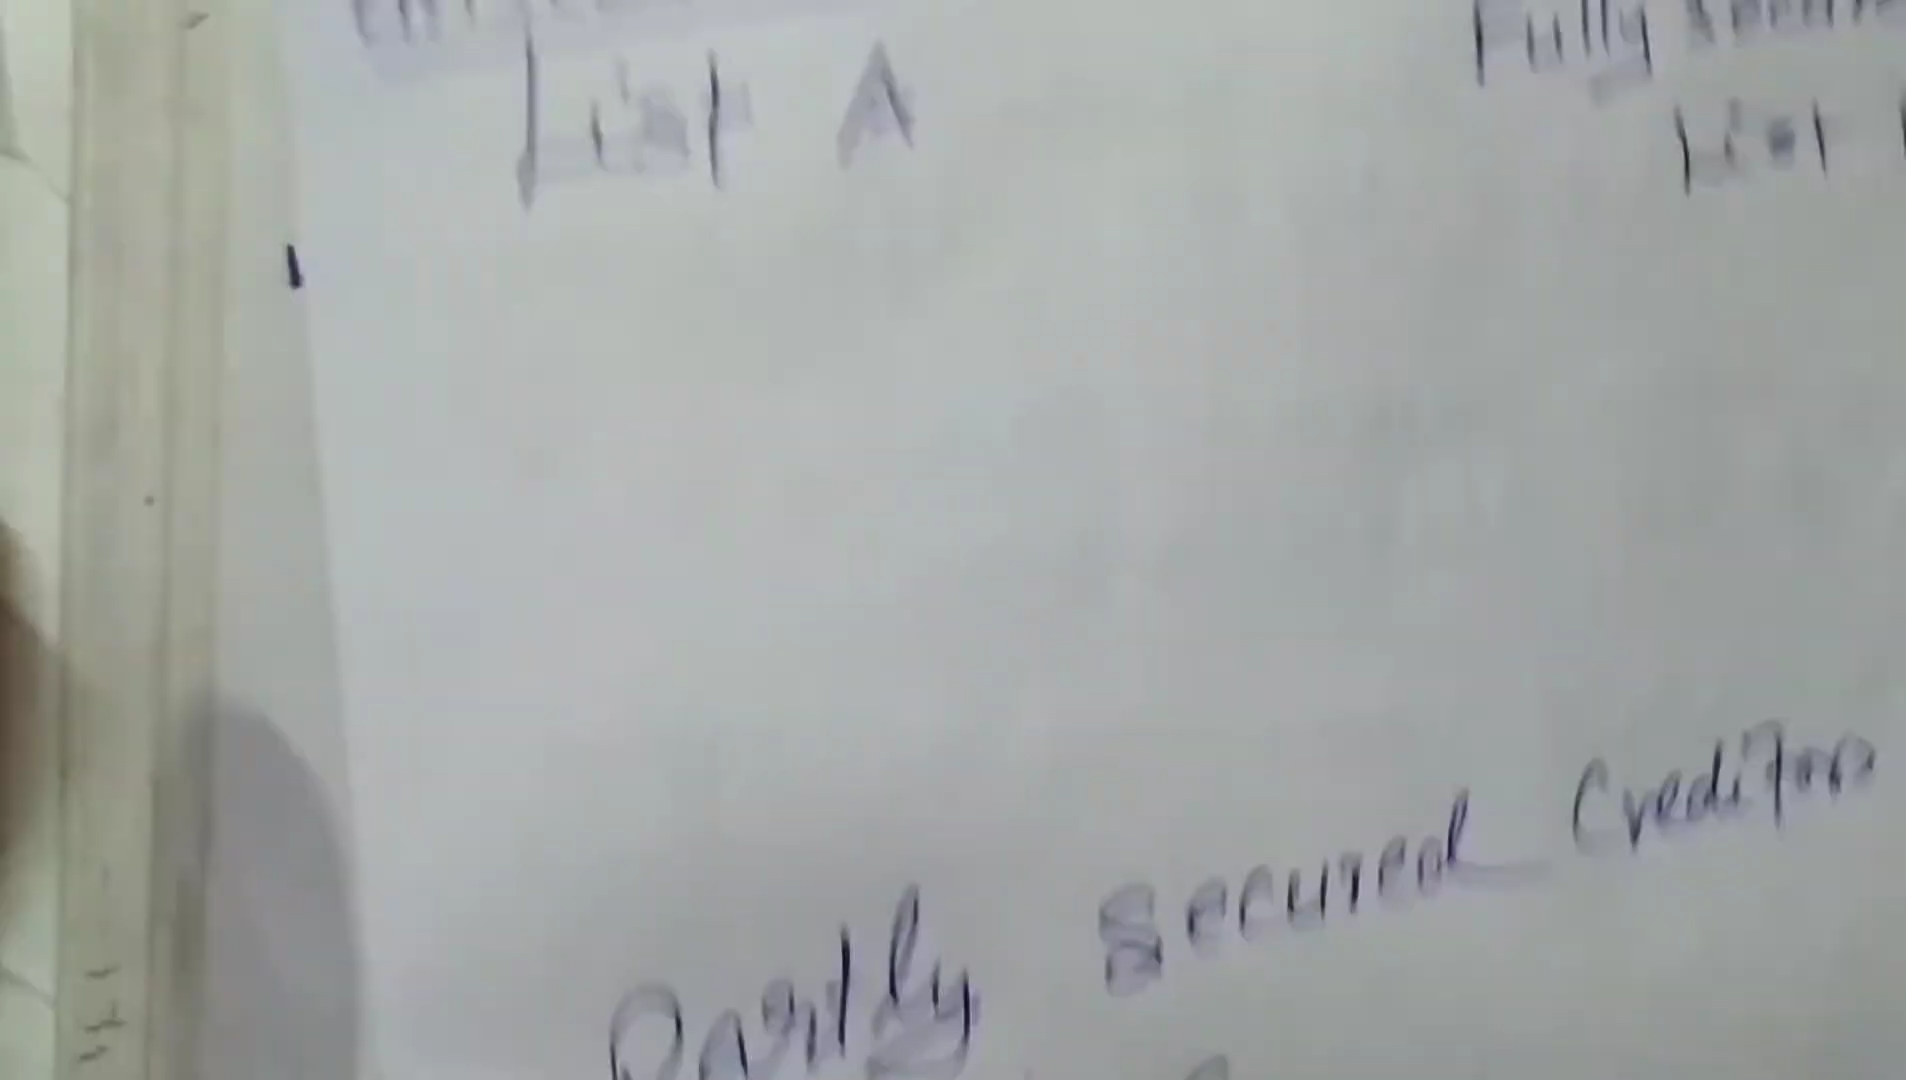 List A
Fully
List
Partly Secured Creditors